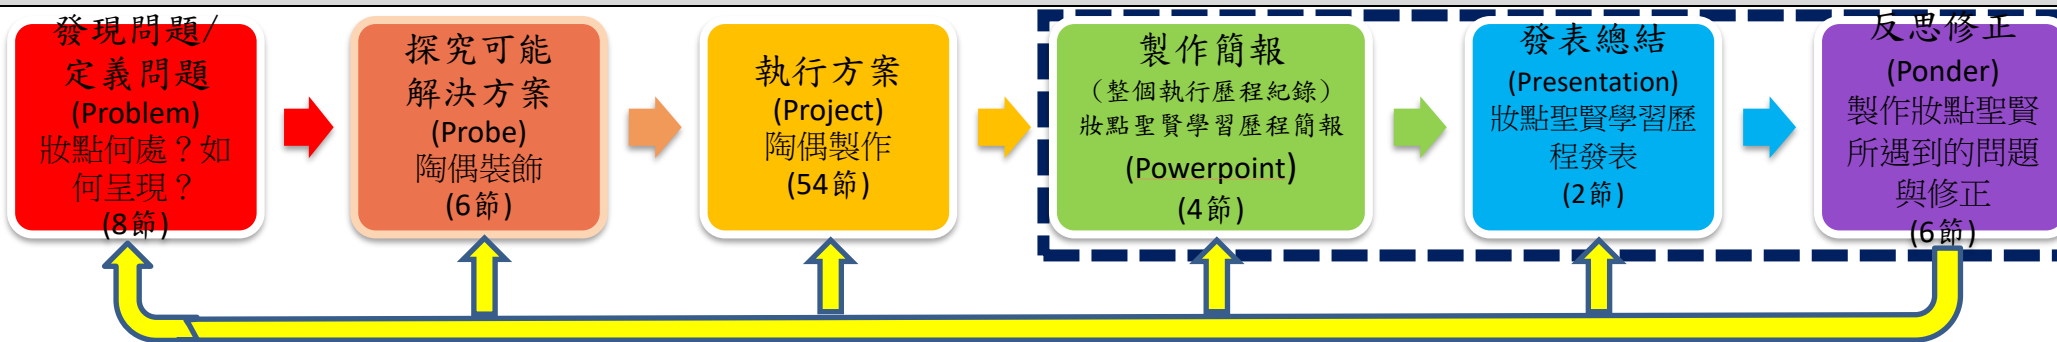 發現問題/
定義問題
(Problem)
妝點何處？如
何呈現？
(8節)
探究可能
解決方案
(Probe)
陶偶裝飾
(6節)
執行方案
(Project)
陶偶製作
(54節)
製作簡報
（整個執行歷程紀錄）
妝點聖賢學習歷程簡報
(Powerpoint)
(4節)
發表總結
(Presentation)
妝點聖賢學習歷
程發表
(2節)
反思修正
(Ponder)
製作妝點聖賢
所遇到的問題
與修正
(6節)